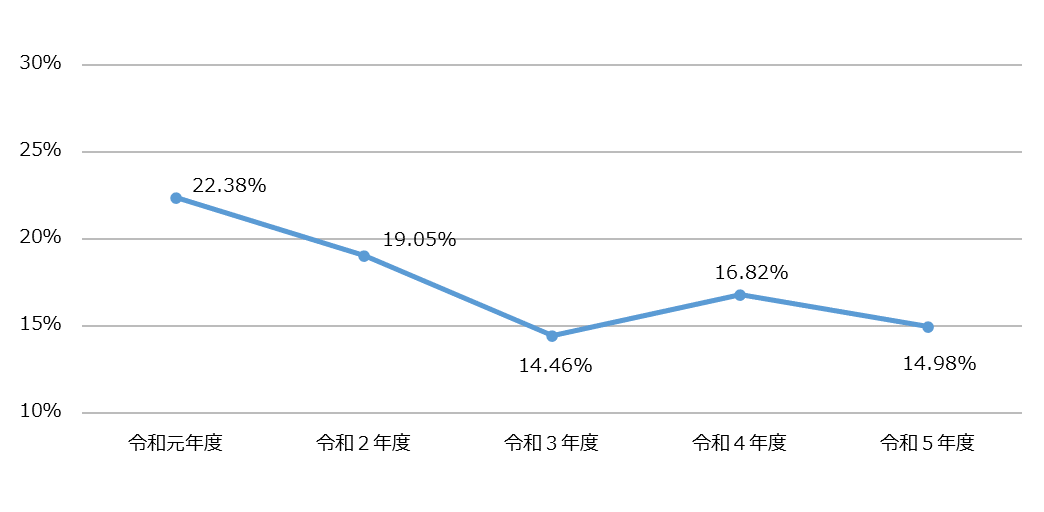 30%
25%
22.38%
20%
19.05%
16.82%
15%
14.46%
14.98%
10%
令和元年度
令和２年度
令和３年度
令和４年度
令和５年度